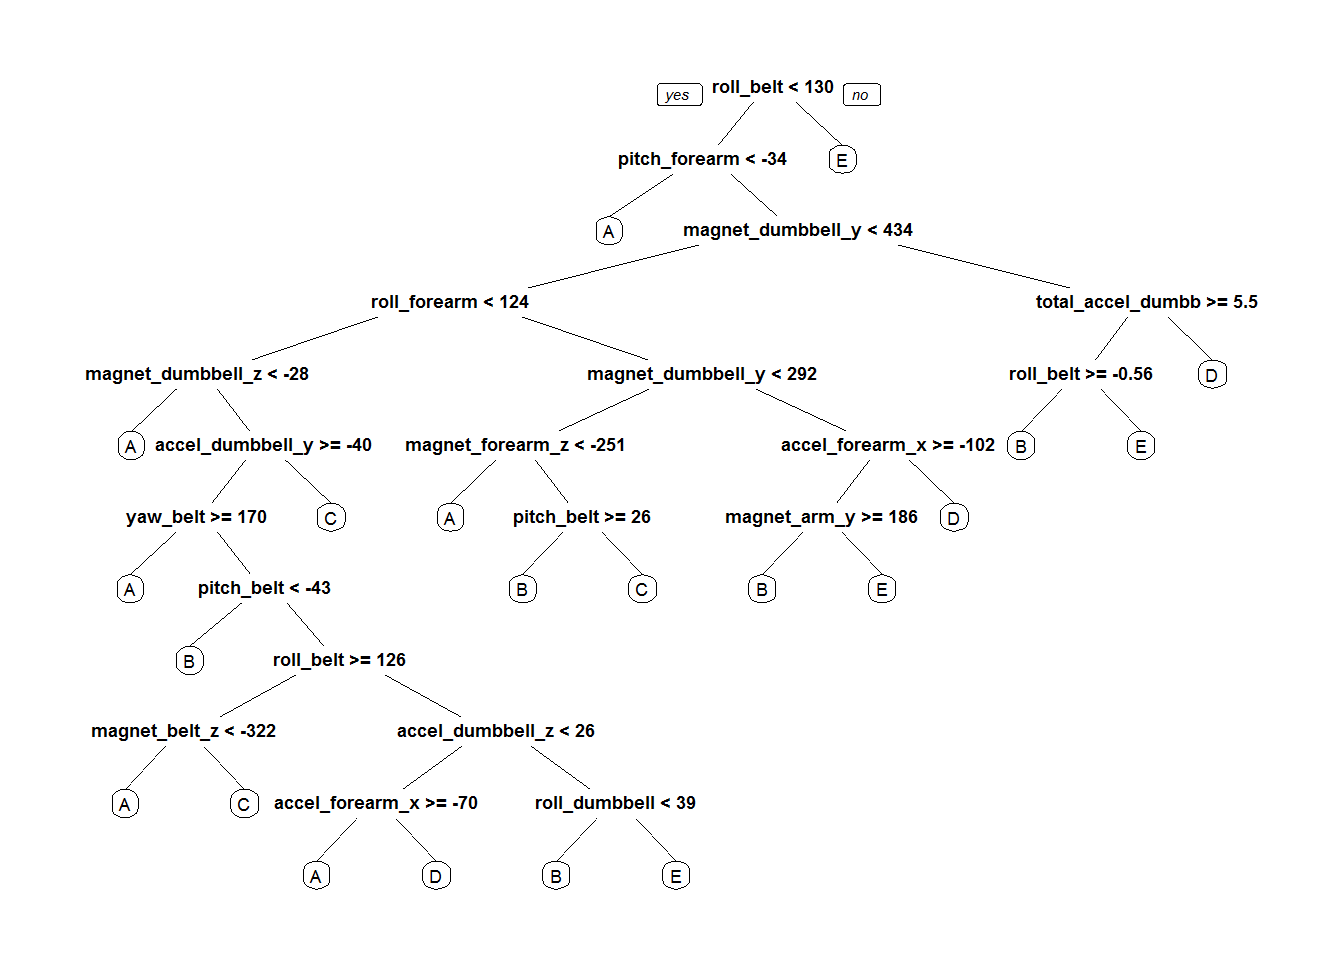 yes roll_belt < 130 no
pitch_forearm < -34 E
A magnet_dumbbell_y < 434
roll_forearm < 124 total_accel_dumbb >= 5.5
magnet_dumbbell_z < -28 magnet_dumbbell_y < 292 roll_belt >= -0.56 D
A accel_dumbbell_y >= -40 magnet_forearm_z < -251 accel_forearm_x >= -102 B E
yaw_belt >= 170 C A pitch_belt >= 26 magnet_arm_y >= 186 D
A pitch_belt < -43 B C B E
B roll_belt >= 126
magnet_belt_z < -322 accel_dumbbell_z < 26
A C accel_forearm_x >= -70 roll_dumbbell < 39
A D B E